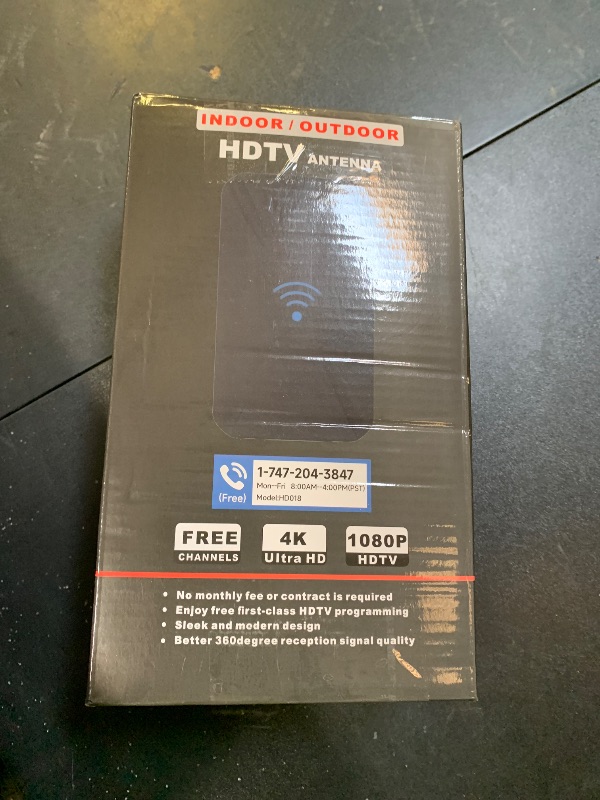 INDOOR / OUTDOOR
HDTV ANTENNA
1-747-204-3847
Mon--Fri 8:00AM--4:00PM(PST)
(Free)
Model:HD018
FREE
CHANNELS
4K
Ultra HD
1080P
HDTV
• No monthly fee or contract is required
• Enjoy free first-class HDTV programming
• Sleek and modern design
• Better 360degree reception signal quality